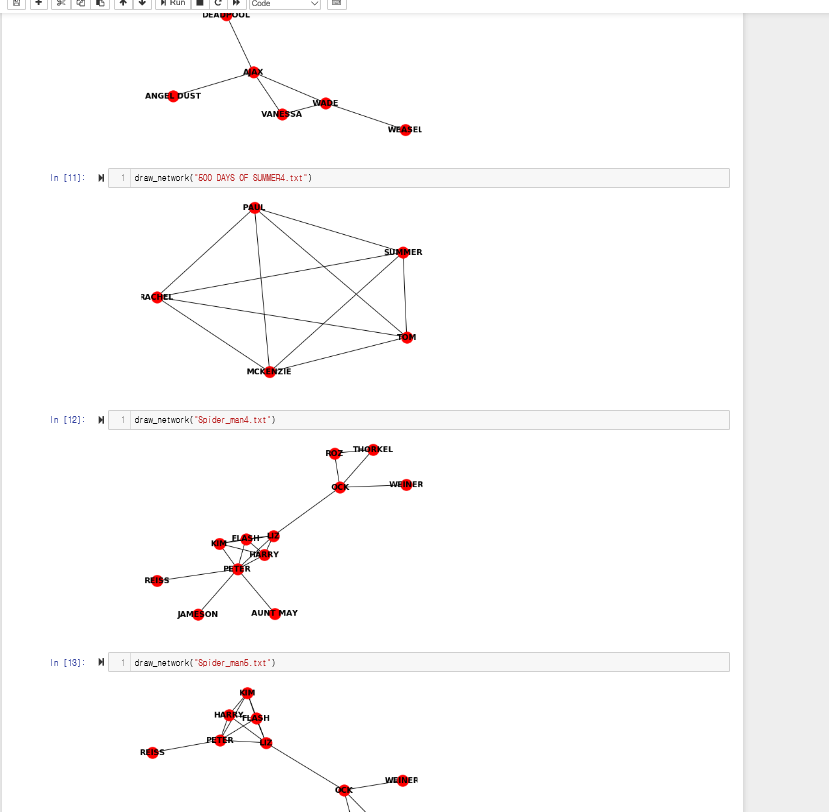 Run
Code
DEADPOOL
AJAX
ANGEL DUST
WADE
VANESSA
WEASEL
In [11]:
1 draw_network("500 DAYS OF SUMMER4.txt")
PAUL
SUMMER
RACHEL
TOM
MCKENZIE
In [12]:
1 draw_network("Spider_man4.txt")
ROZ THORKEL
OCK WEINER
KIM FLASH LIZ
HARRY
PETER
REISS
JAMESON AUNT MAY
In [13]:
1 draw_network("Spider_man5.txt")
KIM
HARRY FLASH
PETER LIZ
REISS
OCK WEINER